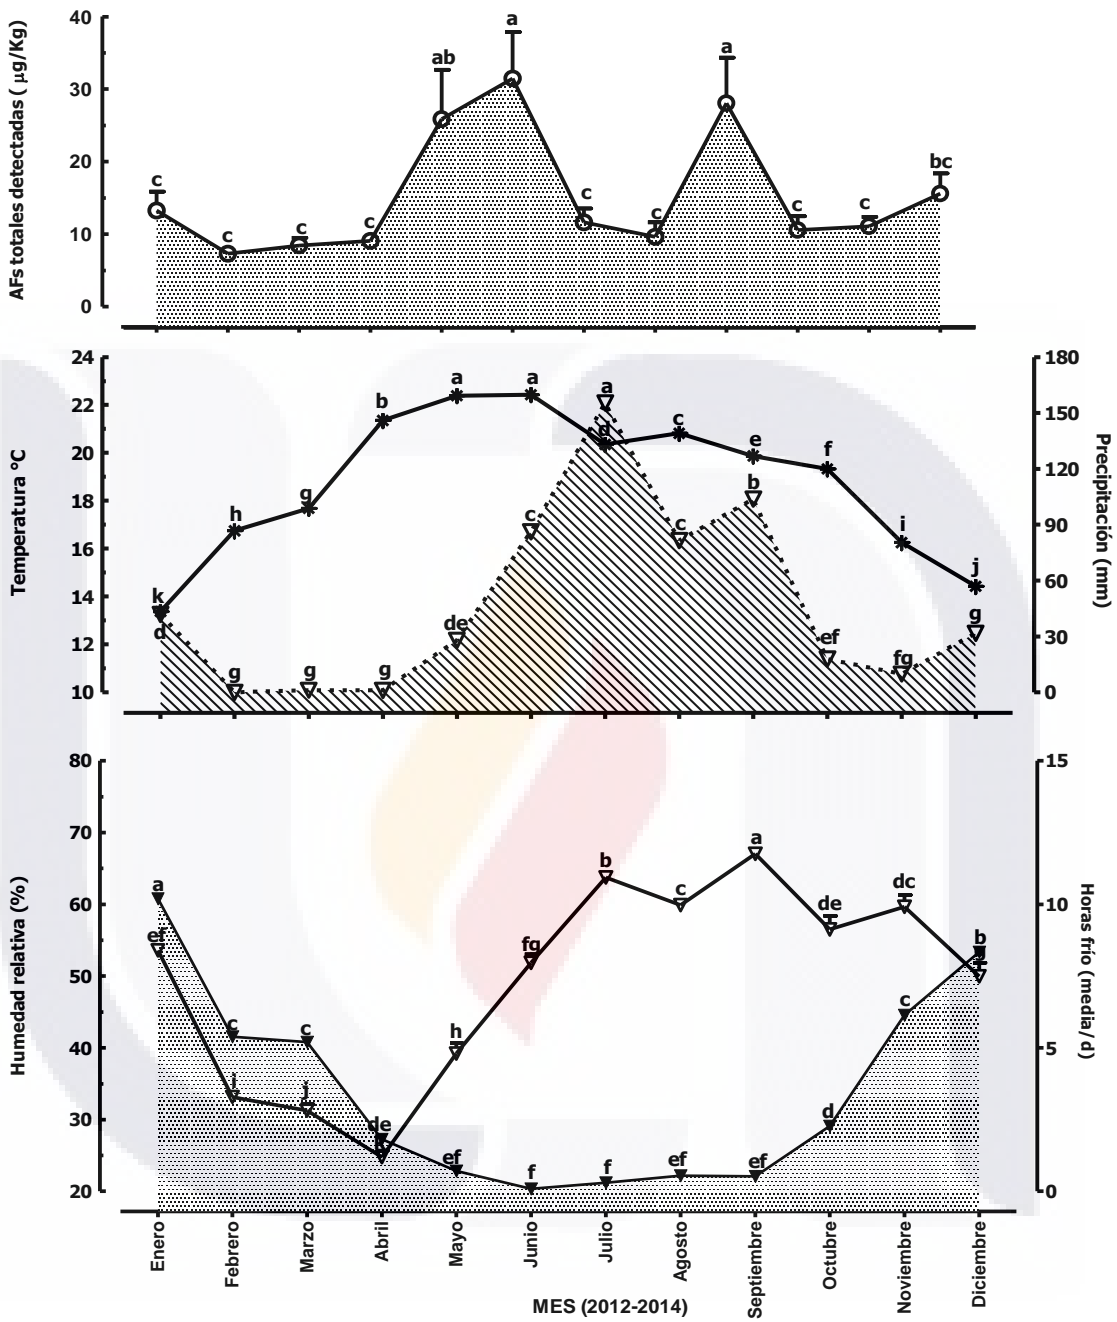 AFs totales detectadas ( µg/Kg)
40
30
20
10
0
c
c
c
c
ab
a
c
c
a
c
c
bc
Temperatura °C
24
22
20
18
16
14
12
10
Precipitación (mm)
180
150
120
90
60
30
0
k
h
g
b
a
a
d
c
e
f
i
j
d
g
g
g
de
c
a
c
b
ef
fg
g
Humedad relativa (%)
80
70
60
50
40
30
20
Horas frío (media/d)
15
10
5
0
a
c
c
de
ef
f
f
ef
ef
d
c
b
ef
i
j
h
fg
b
c
a
de
dc
Enero
Febrero
Marzo
Abril
Mayo
Junio
Julio
Agosto
Septiembre
Octubre
Noviembre
Diciembre
MES (2012-2014)